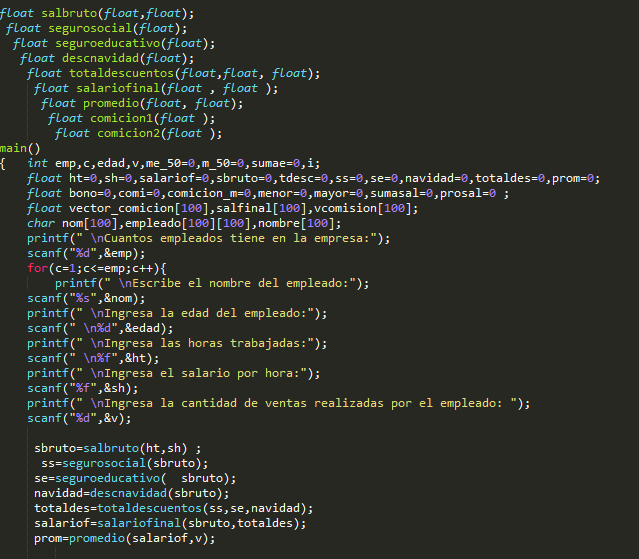 float salbruto(float,float);
float segurosocial(float);
float seguroeducativo(float);
float descnavidad(float);
float totaldescuentos(float,float, float);
float salariofinal(float , float );
float promedio(float, float);
float comicion1(float );
float comicion2(float );
main()
{   int emp,c,edad,v,me_50=0,m_50=0,sumae=0,i;
float ht=0,sh=0,salariof=0,sbruto=0,tdesc=0,ss=0,se=0,navidad=0,totaldes=0,prom=0;
float bono=0,comi=0,comicion_m=0,menor=0,mayor=0,sumasal=0,prosal=0 ;
float vector_comicion[100],salfinal[100],vcomision[100];
char nom[100],empleado[100][100],nombre[100];
printf(" \nCuantos empleados tiene en la empresa:");
scanf("%d",&emp);
for(c=1;c<=emp;c++){
printf(" \nEscribe el nombre del empleado:");
scanf("%s",&nom);
printf(" \nIngresa la edad del empleado:");
scanf(" \n%d",&edad);
printf(" \nIngresa las horas trabajadas:");
scanf(" \n%f",&ht);
printf(" \nIngresa el salario por hora:");
scanf("%f",&sh);
printf(" \nIngresa la cantidad de ventas realizadas por el empleado: ");
scanf("%d",&v);
sbruto=salbruto(ht,sh) ;
ss=segurosocial(sbruto);
se=seguroeducativo(  sbruto);
navidad=descnavidad(sbruto);
totaldes=totaldescuentos(ss,se,navidad);
salariof=salariofinal(sbruto,totaldes);
prom=promedio(salariof,v);